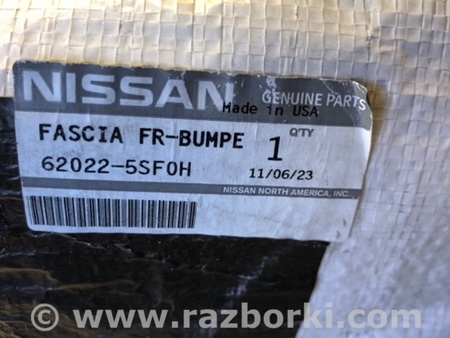 NISSAN GENUINE PARTS
Made in USA
FASCIA FR-BUMPE 1 Q'TY
62022-5SF0H 11/06/23
NISSAN NORTH AMERICA, INC.
© www.razborki.com